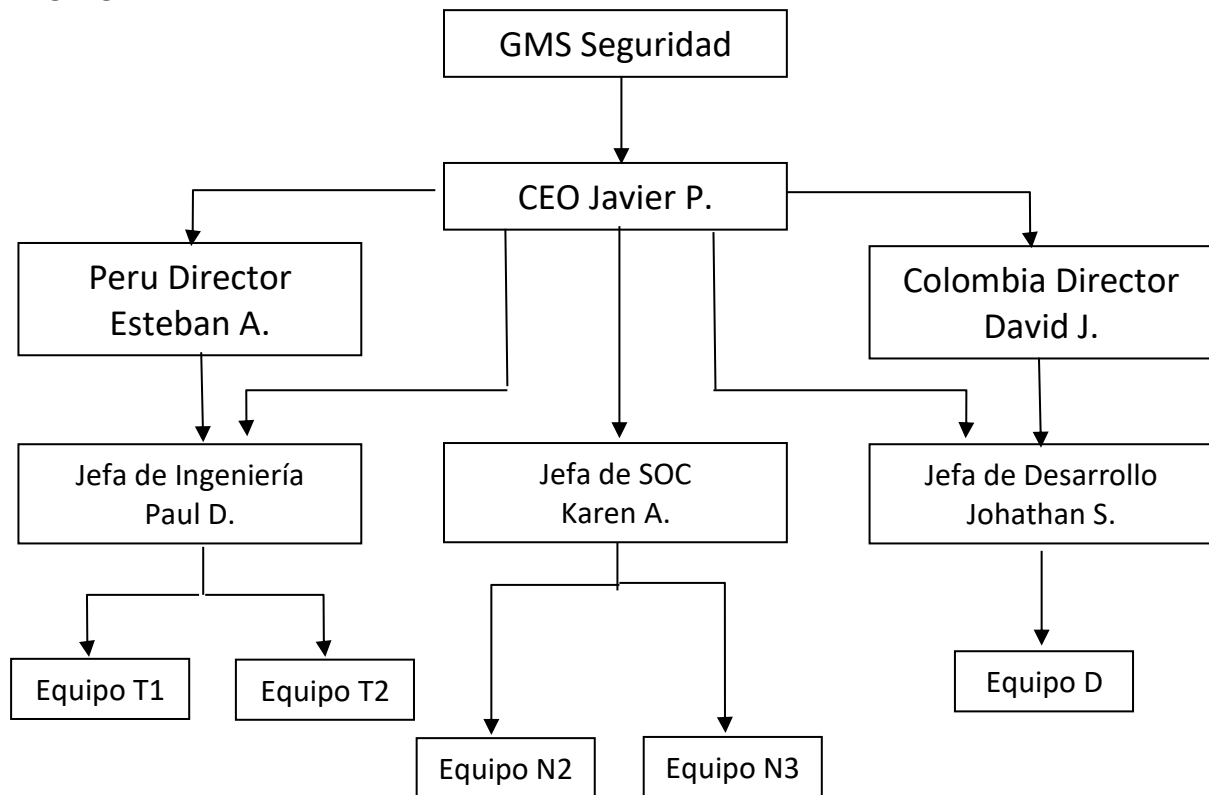 GMS Seguridad
CEO Javier P.
Peru Director
Esteban A.
Colombia Director
David J.
Jefa de Ingeniería
Paul D.
Jefa de SOC
Karen A.
Jefa de Desarrollo
Johathan S.
Equipo T1
Equipo T2
Equipo D
Equipo N2
Equipo N3